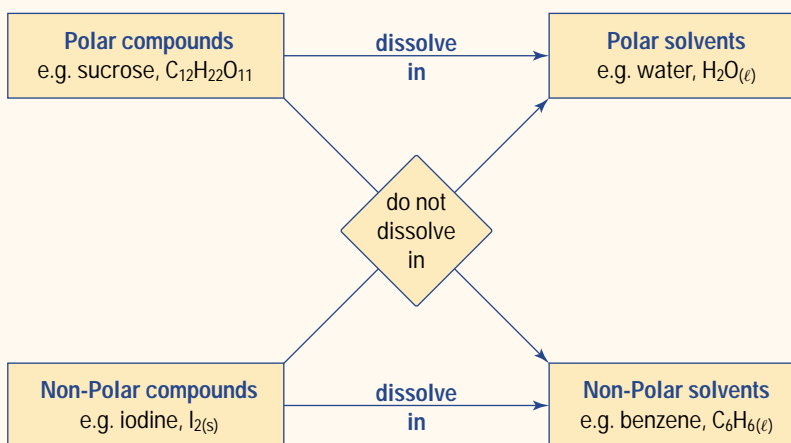 Polar compounds
e.g. sucrose, C₁₂H₂₂O₁₁
dissolve
in
Polar solvents
e.g. water, H₂O₍ℓ₎
do not
dissolve
in
Non-Polar compounds
e.g. iodine, I₂₍s₎
dissolve
in
Non-Polar solvents
e.g. benzene, C₆H₆₍ℓ₎